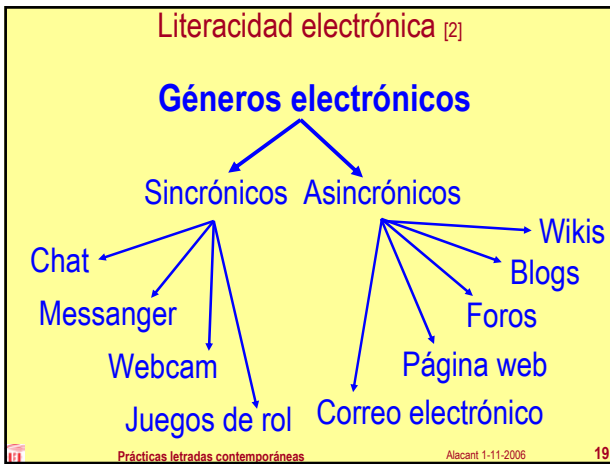 Literacidad electrónica [2]
Géneros electrónicos
Sincrónicos Asincrónicos
Wikis
Chat
Blogs
Messanger
Foros
Webcam
Página web
Juegos de rol
Correo electrónico
Prácticas letradas contemporáneas
Alacant 1-11-2006
19